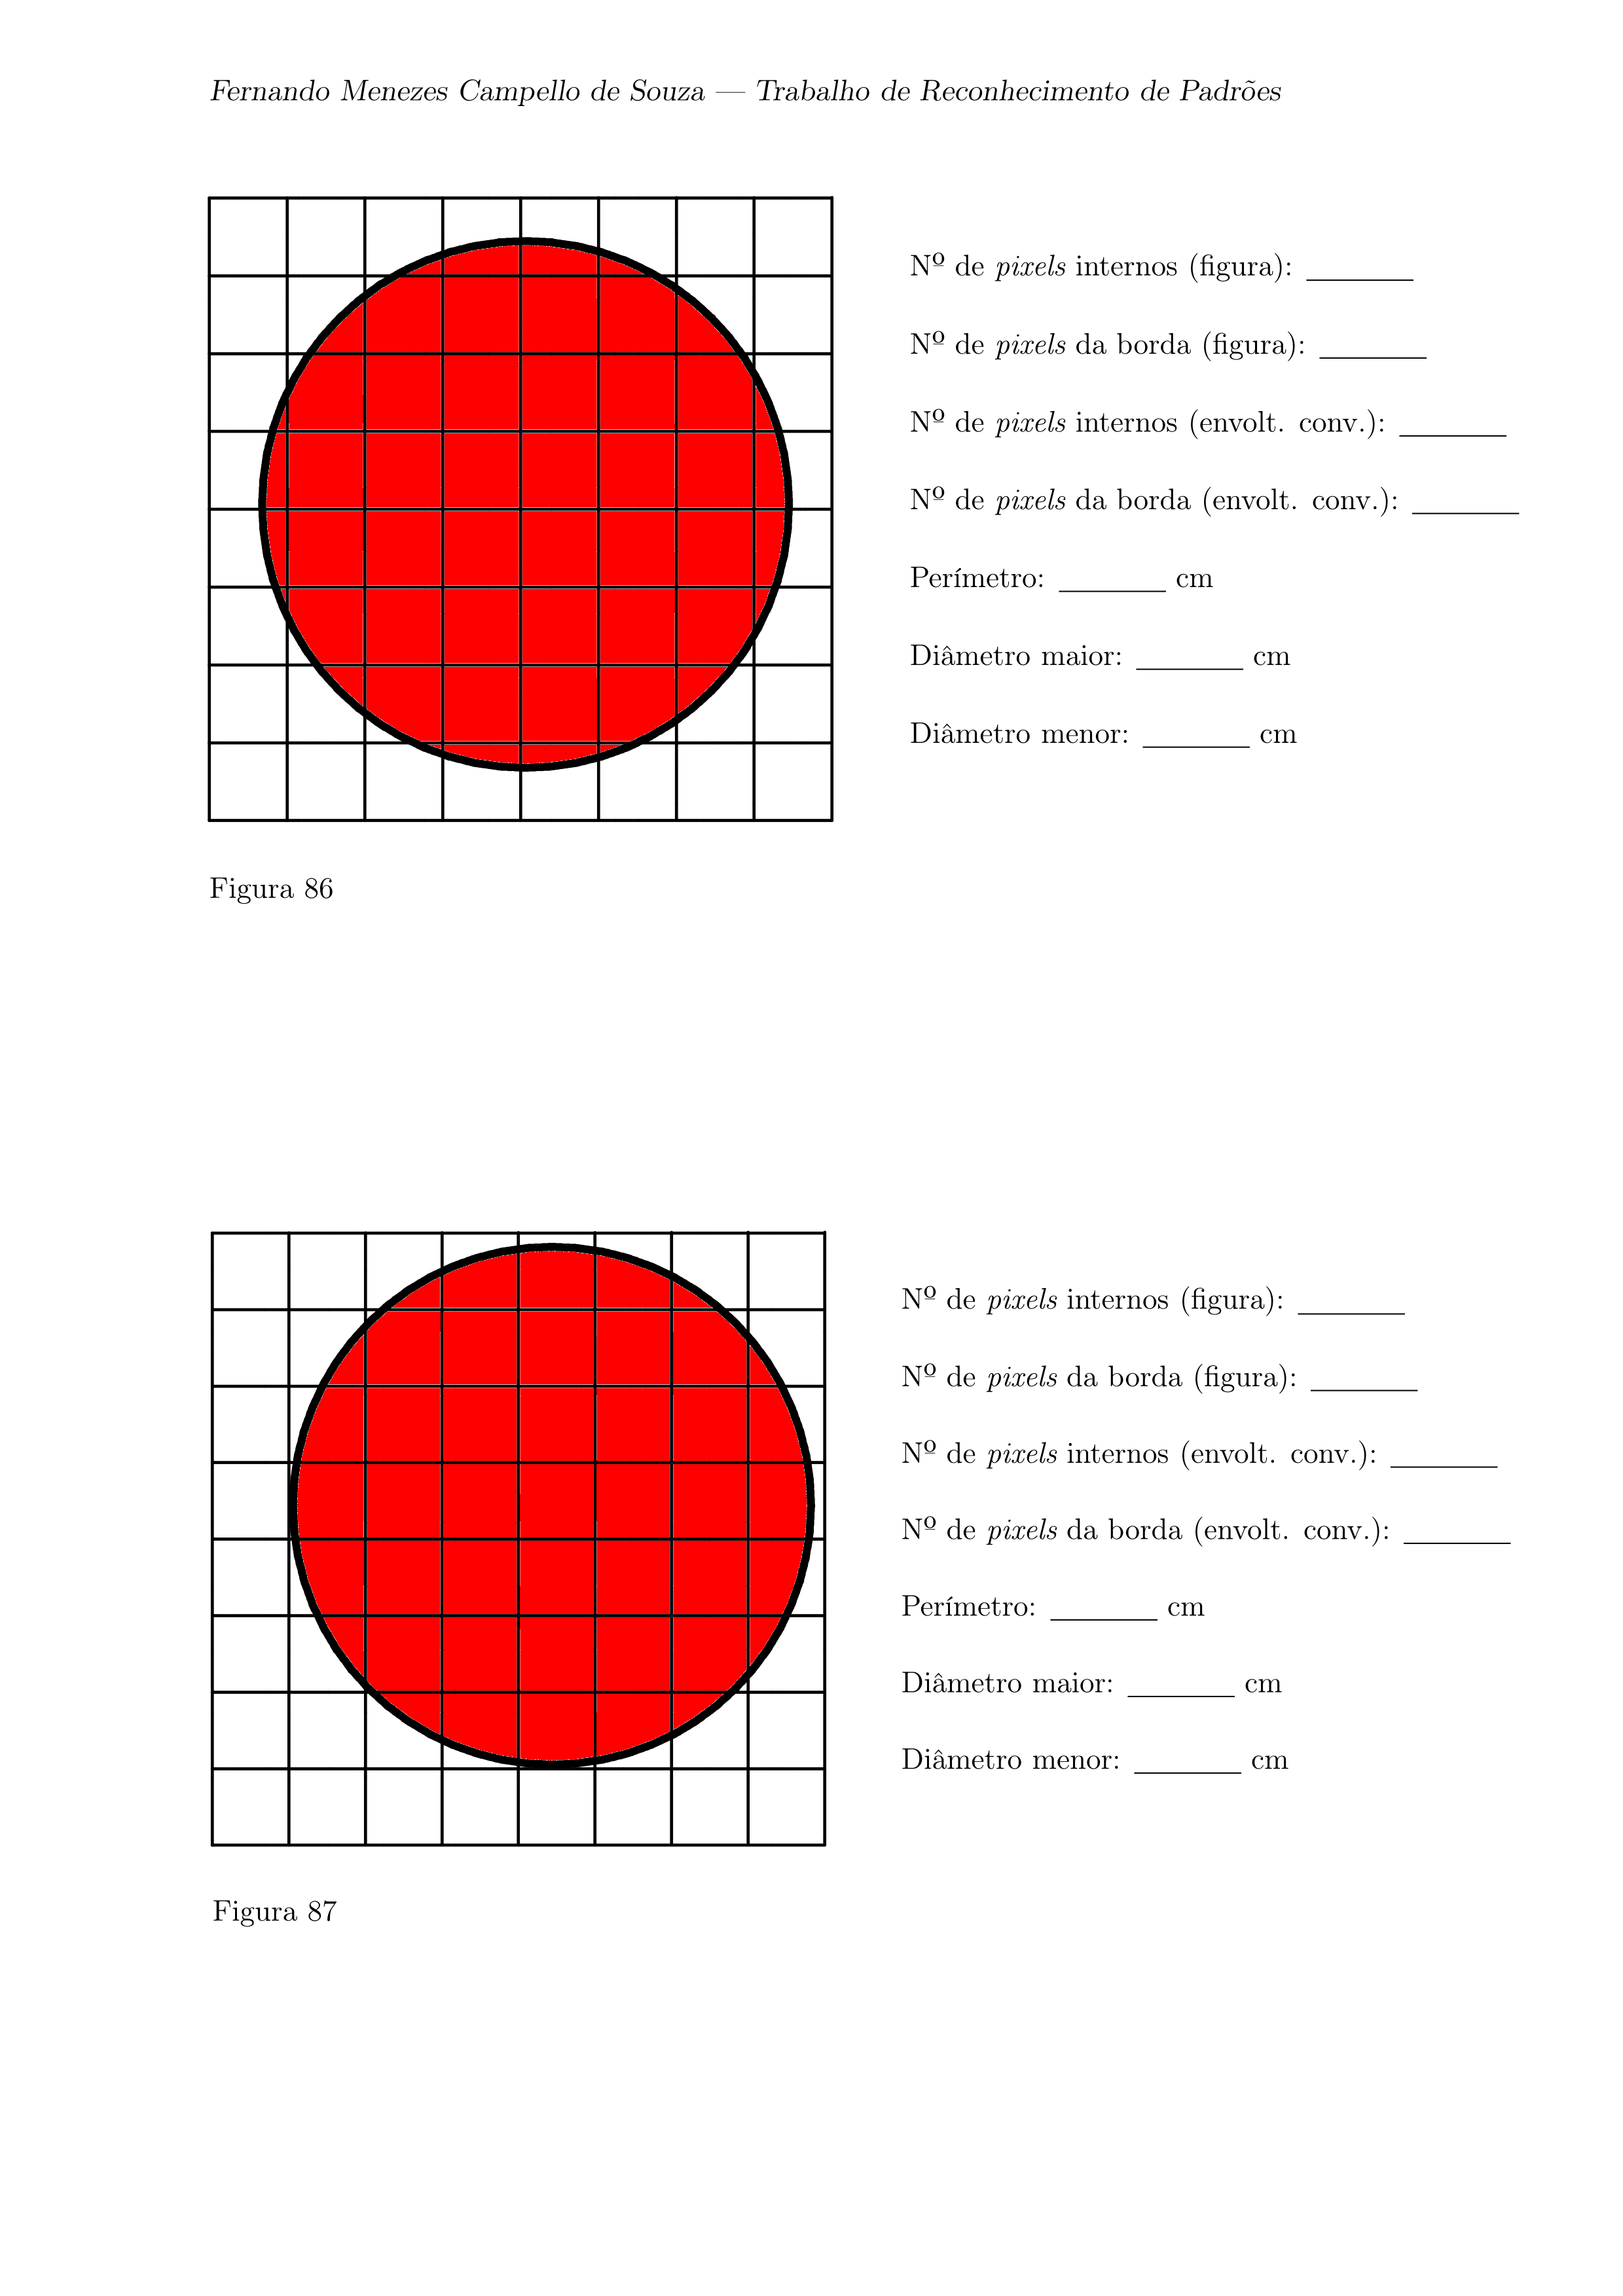 Fernando Menezes Campello de Souza — Trabalho de Reconhecimento de Padrões
Nº de pixels internos (figura): _______
Nº de pixels da borda (figura): _______
Nº de pixels internos (envolt. conv.): _______
Nº de pixels da borda (envolt. conv.): _______
Perímetro: _______ cm
Diâmetro maior: _______ cm
Diâmetro menor: _______ cm
Figura 86
Nº de pixels internos (figura): _______
Nº de pixels da borda (figura): _______
Nº de pixels internos (envolt. conv.): _______
Nº de pixels da borda (envolt. conv.): _______
Perímetro: _______ cm
Diâmetro maior: _______ cm
Diâmetro menor: _______ cm
Figura 87